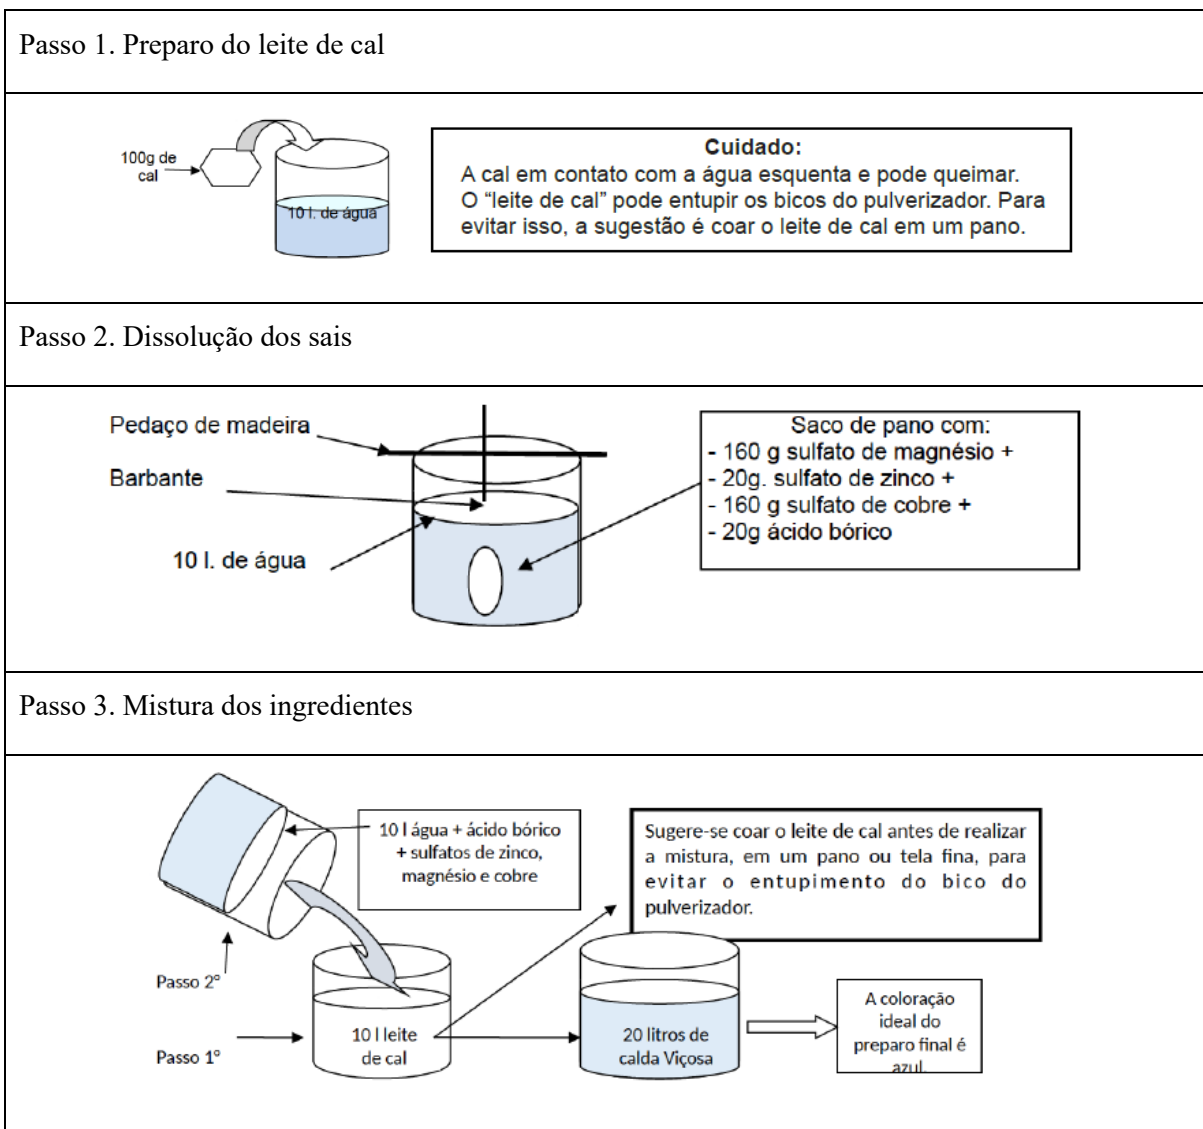 Passo 1. Preparo do leite de cal
100g de
cal
10 l. de água
Cuidado:
A cal em contato com a água esquenta e pode queimar.
O “leite de cal” pode entupir os bicos do pulverizador. Para
evitar isso, a sugestão é coar o leite de cal em um pano.
Passo 2. Dissolução dos sais
Pedaço de madeira
Barbante
10 l. de água
Saco de pano com:
- 160 g sulfato de magnésio +
- 20g. sulfato de zinco +
- 160 g sulfato de cobre +
- 20g ácido bórico
Passo 3. Mistura dos ingredientes
10 l água + ácido bórico
+ sulfatos de zinco,
magnésio e cobre
Sugere-se coar o leite de cal antes de realizar
a mistura, em um pano ou tela fina, para
evitar o entupimento do bico do
pulverizador.
Passo 2º
Passo 1º
10 l leite
de cal
20 litros de
calda Viçosa
A coloração
ideal do
preparo final é
azul.